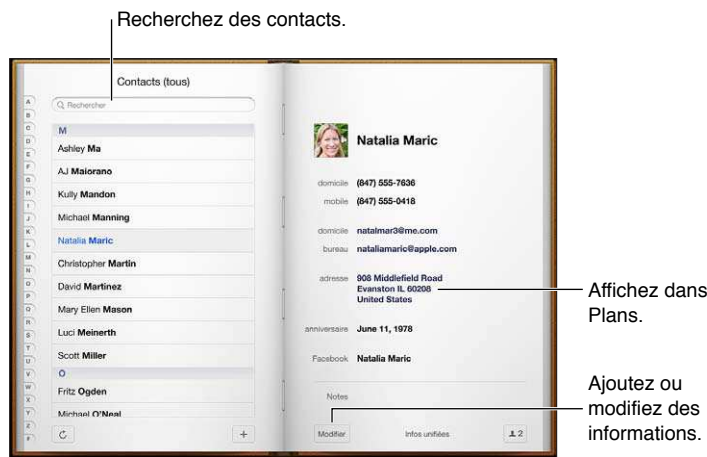 Recherchez des contacts.
Contacts (tous)
Rechercher
A
B
C
D
E
F
G
H
I
J
K
L
M
N
O
P
Q
R
S
T
U
V
W
X
Y
Z
#
M
Ashley Ma
AJ Maiorano
Kully Mandon
Michael Manning
Natalia Maric
Christopher Martin
David Martinez
Mary Ellen Mason
Luci Meinerth
Scott Miller
O
Fritz Ogden
Michael O'Neal
Natalia Maric
domicile (847) 555-7636
mobile (847) 555-0418
domicile natalmar3@me.com
bureau nataliamaric@apple.com
adresse 908 Middlefield Road
Evanston IL 60208
United States
anniversaire June 11, 1978
Facebook Natalia Maric
Notes
Modifier Infos unifiées 2
Affichez dans
Plans.
Ajoutez ou
modifiez des
informations.